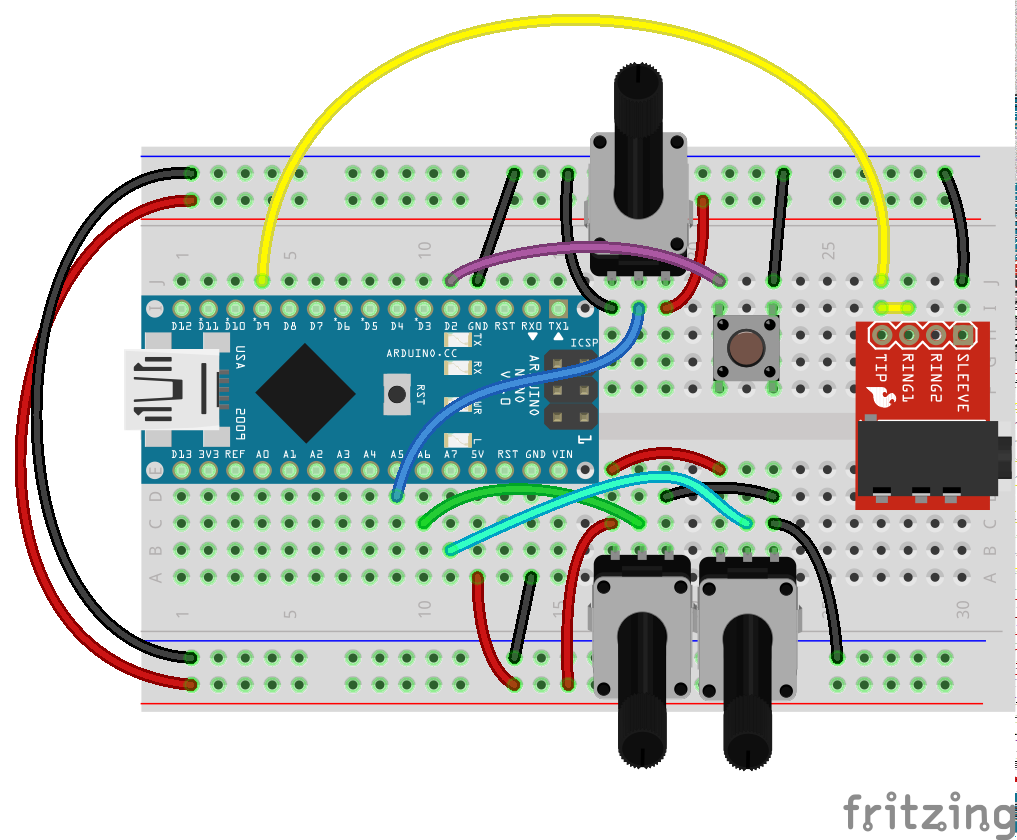 1 5 10 25
J J
I I
D12 D11 D10 D9 D8 D7 D6 D5 D4 D3 D2 GND RST RX0 TX1
ARDUINO.CC
TX
RX
PWR
L
ICSP
1
ARDUINO
NANO
V3.0
RST
USA
2009
TIP
RING1
RING2
SLEEVE
D13 3V3 REF A0 A1 A2 A3 A4 A5 A6 A7 5V RST GND VIN
E
D
C C
B B
A A
1 5 10 15 25 30
fritzing